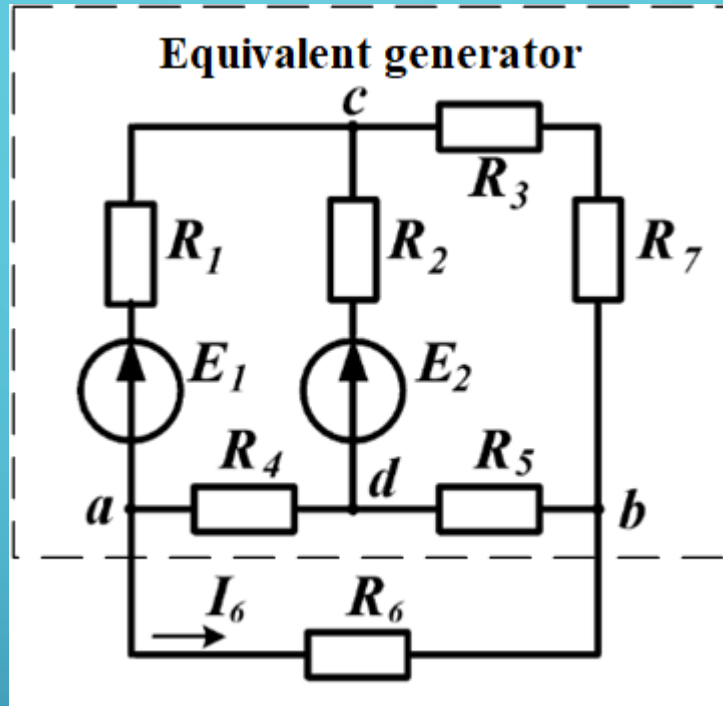 Equivalent generator
c
R3
R1
R2
R7
E1
E2
R4
d
R5
a
b
I6
R6